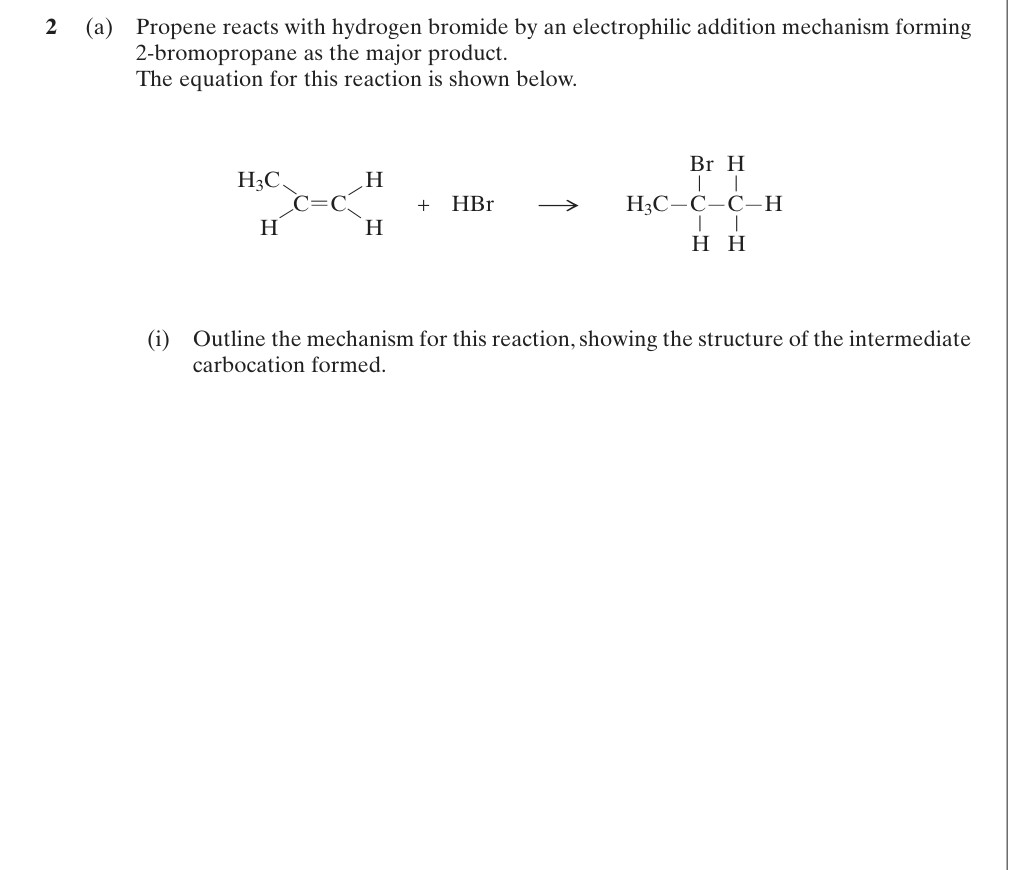 2 (a) Propene reacts with hydrogen bromide by an electrophilic addition mechanism forming
2-bromopropane as the major product.
The equation for this reaction is shown below.
Br H
H₃C H
C=C + HBr ⟶ H₃C–C–C–H
H H
H H
(i) Outline the mechanism for this reaction, showing the structure of the intermediate
carbocation formed.